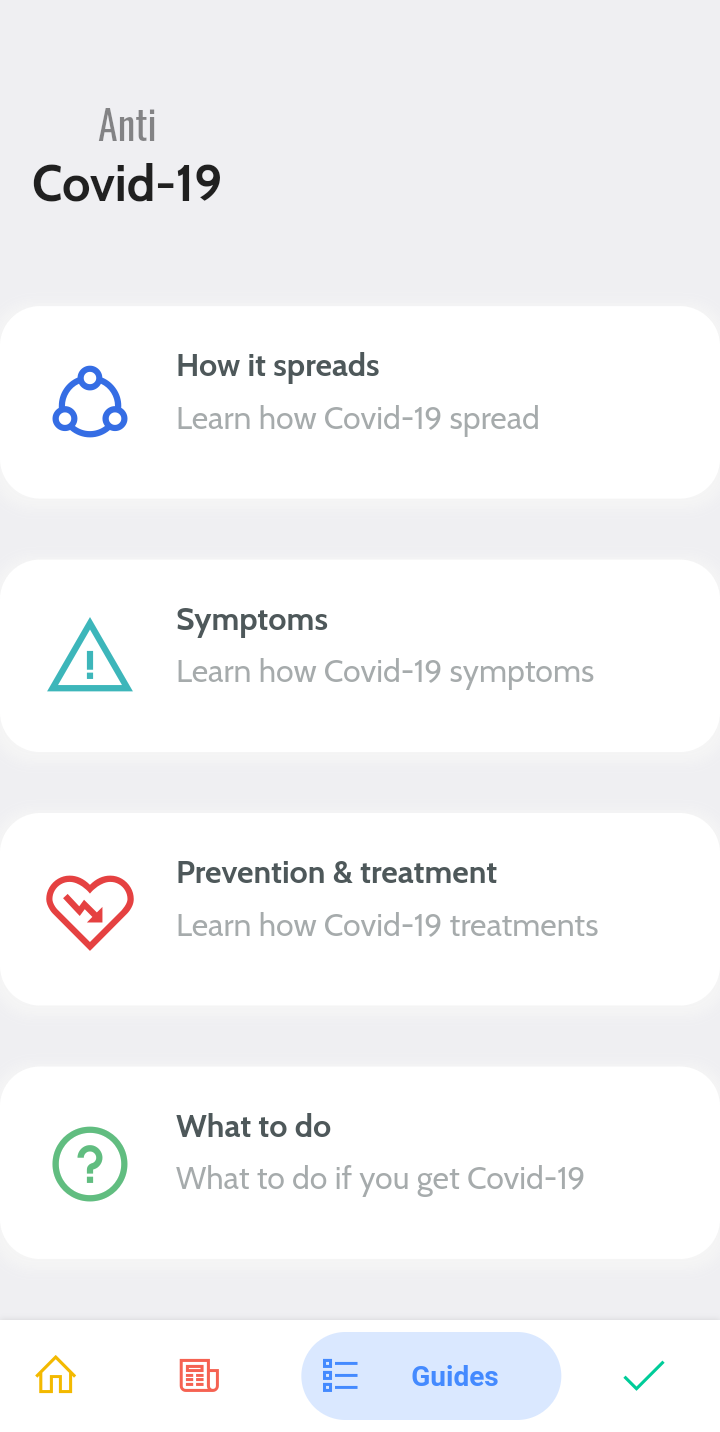 Anti
Covid-19
How it spreads
Learn how Covid-19 spread
Symptoms
Learn how Covid-19 symptoms
Prevention & treatment
Learn how Covid-19 treatments
What to do
What to do if you get Covid-19
Guides